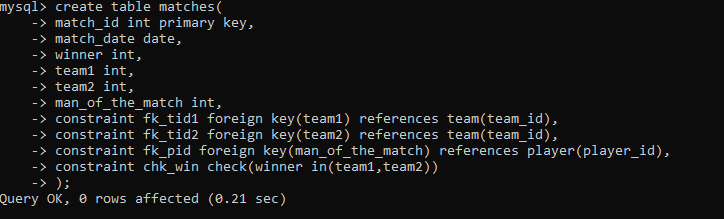 mysql> create table matches(
    -> match_id int primary key,
    -> match_date date,
    -> winner int,
    -> team1 int,
    -> team2 int,
    -> man_of_the_match int,
    -> constraint fk_tid1 foreign key(team1) references team(team_id),
    -> constraint fk_tid2 foreign key(team2) references team(team_id),
    -> constraint fk_pid foreign key(man_of_the_match) references player(player_id),
    -> constraint chk_win check(winner in(team1,team2))
    -> );
Query OK, 0 rows affected (0.21 sec)